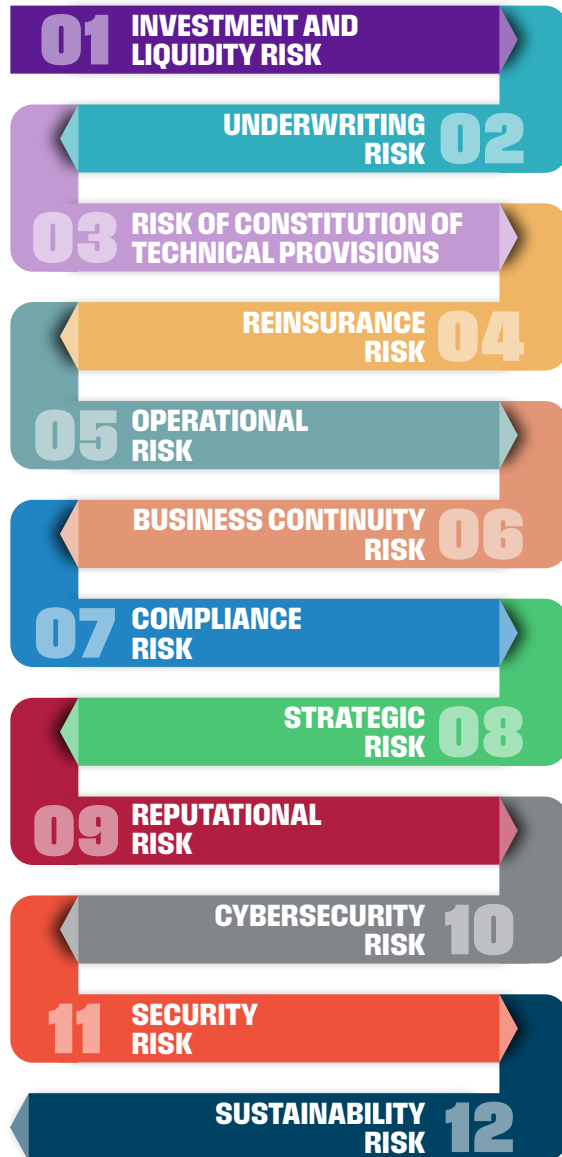 01 INVESTMENT AND
LIQUIDITY RISK
UNDERWRITING
RISK 02
03 RISK OF CONSTITUTION OF
TECHNICAL PROVISIONS
REINSURANCE
RISK 04
05 OPERATIONAL
RISK
BUSINESS CONTINUITY
RISK 06
07 COMPLIANCE
RISK
STRATEGIC
RISK 08
09 REPUTATIONAL
RISK
CYBERSECURITY
RISK 10
11 SECURITY
RISK
SUSTAINABILITY
RISK 12